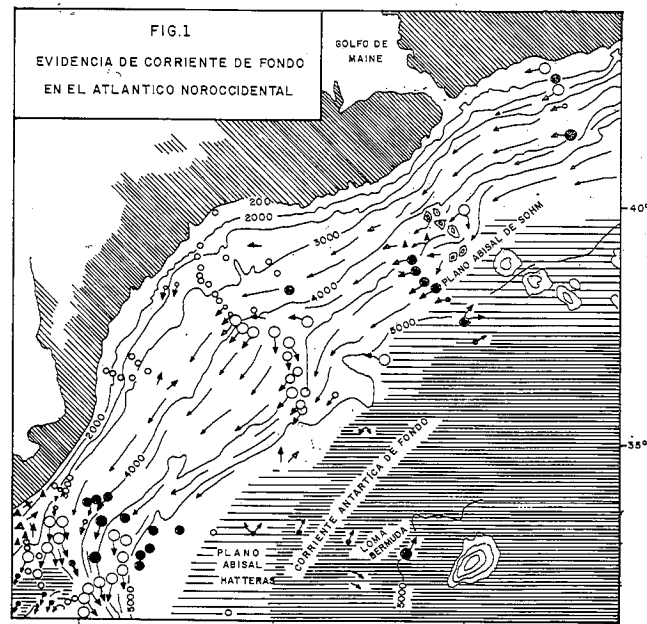 FIG.1
EVIDENCIA DE CORRIENTE DE FONDO
EN EL ATLANTICO NOROCCIDENTAL
GOLFO DE
MAINE
200
2000
3000
40°
PLANO ABISAL DE SOHM
4000
5000
2000
35°
4000
CORRIENTE ANTARTÍCA DE FONDO
LOMA
BERMUDA
PLANO
ABISAL
HATTERAS
5000
5000